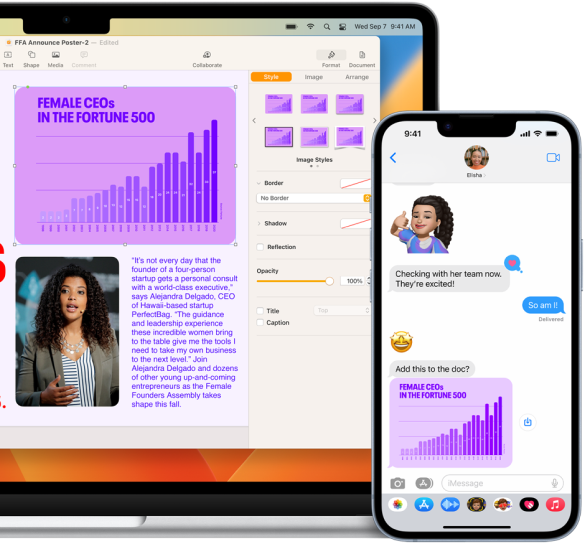 Wed Sep 7 9:41 AM
FFA Announce Poster-2 — Edited
Text Shape Media Comment Collaborate Format Document
Style Image Arrange
FEMALE CEOs
IN THE FORTUNE 500
Image Styles
Border
No Border
Shadow
Reflection
Opacity
100%
Title
Top
Caption
S
s.
"It's not every day that the
founder of a four-person
startup gets a personal consult
with a world-class executive,"
says Alejandra Delgado, CEO
of Hawaii-based startup
PerfectBag. "The guidance
and leadership experience
these incredible women bring
to the table give me the tools I
need to take my own business
to the next level." Join
Alejandra Delgado and dozens
of other young up-and-coming
entrepreneurs as the Female
Founders Assembly takes
shape this fall.
9:41
Elisha
Checking with her team now.
They're excited!
So am I!
Delivered
Add this to the doc?
FEMALE CEOs
IN THE FORTUNE 500
iMessage